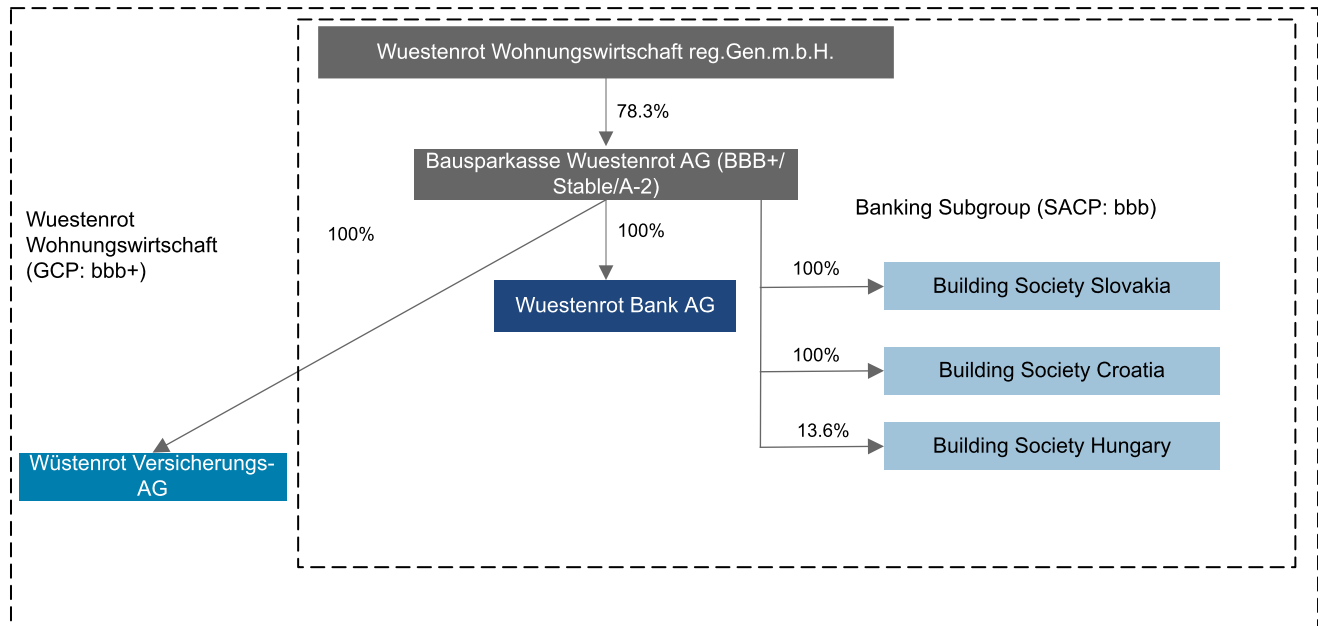 Wuestenrot Wohnungswirtschaft reg.Gen.m.b.H.
78.3%
Bausparkasse Wuestenrot AG (BBB+/
Stable/A-2)
Wuestenrot
Wohnungswirtschaft
(GCP: bbb+)
Banking Subgroup (SACP: bbb)
100%
100%
100%
Building Society Slovakia
Wuestenrot Bank AG
100%
Building Society Croatia
13.6%
Building Society Hungary
Wüstenrot Versicherungs-
AG